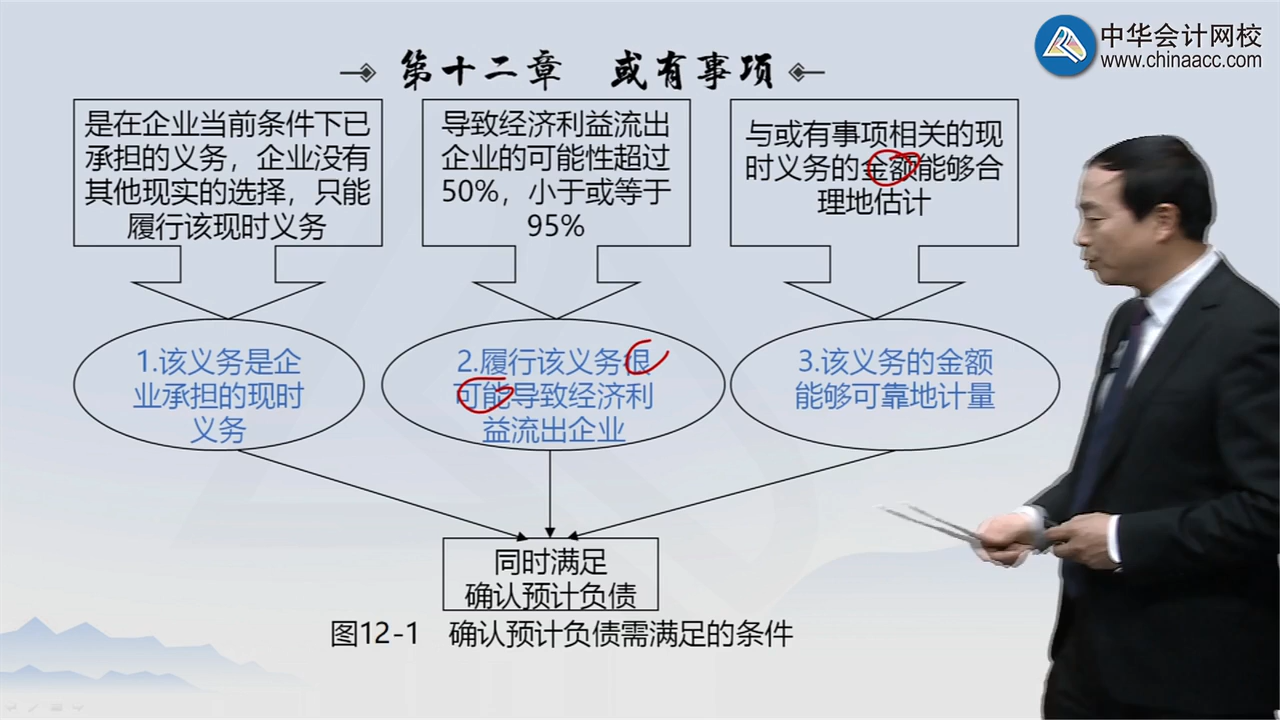 中华会计网校
www.chinaacc.com
第十二章 或有事项
是在企业当前条件下已
承担的义务，企业没有
其他现实的选择，只能
履行该现时义务
导致经济利益流出
企业的可能性超过
50%，小于或等于
95%
与或有事项相关的现
时义务的金额能够合
理地估计
1.该义务是企
业承担的现时
义务
2.履行该义务很
可能导致经济利
益流出企业
3.该义务的金额
能够可靠地计量
同时满足
确认预计负债
图12-1 确认预计负债需满足的条件